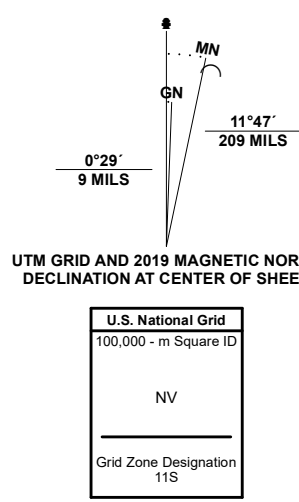 MN
GN
11°47´
209 MILS
0°29´
9 MILS
UTM GRID AND 2019 MAGNETIC NOR
DECLINATION AT CENTER OF SHEE
U.S. National Grid
100,000 - m Square ID
NV
Grid Zone Designation
11S